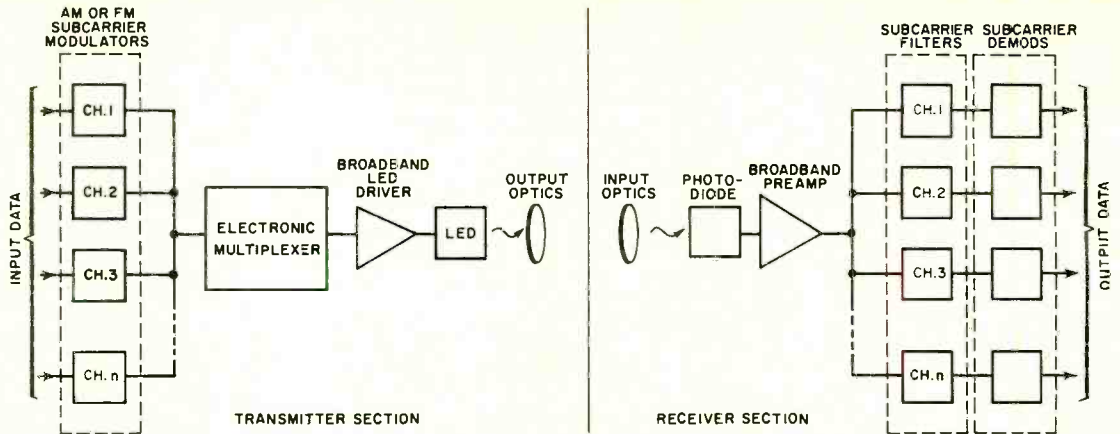 AM OR FM
SUBCARRIER
MODULATORS
INPUT DATA
CH.1
CH.2
CH.3
CH.n
ELECTRONIC
MULTIPLEXER
BROADBAND
LED
DRIVER
LED
OUTPUT
OPTICS
TRANSMITTER SECTION
INPUT
OPTICS
PHOTO-
DIODE
BROADBAND
PREAMP
SUBCARRIER
FILTERS
SUBCARRIER
DEMODS
CH.1
CH.2
CH.3
CH.n
OUTPUT DATA
RECEIVER SECTION